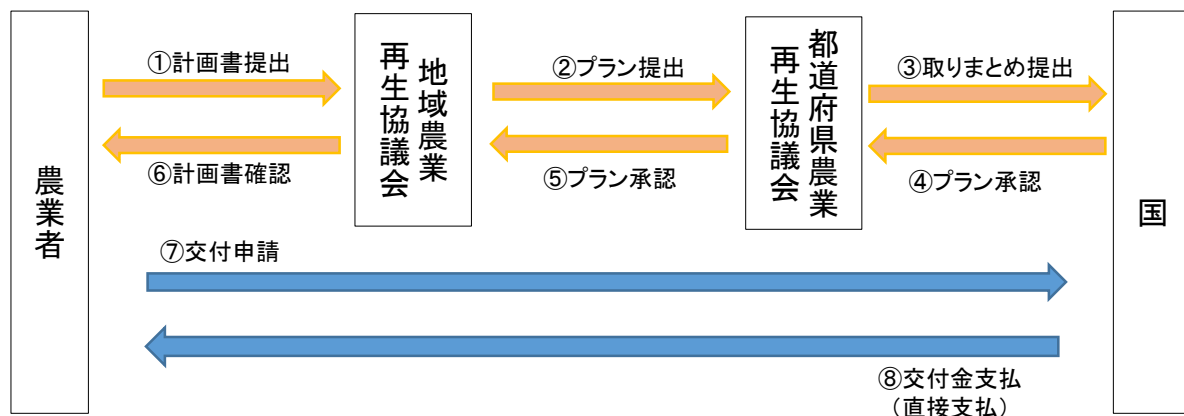 農業者
①計画書提出
⑥計画書確認
地域農業
再生協議会
②プラン提出
⑤プラン承認
都道府県農業
再生協議会
③取りまとめ提出
④プラン承認
国
⑦交付申請
⑧交付金支払
（直接支払）